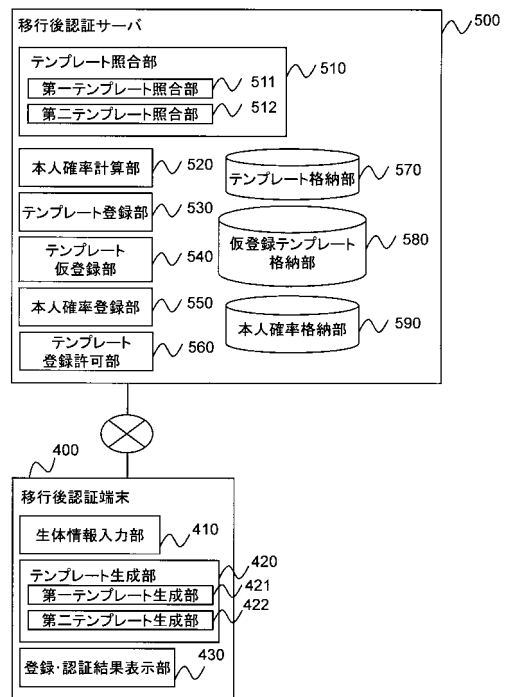 移行後認証サーバ
500
テンプレート照合部
510
第一テンプレート照合部
511
第二テンプレート照合部
512
本人確率計算部
520
テンプレート登録部
530
テンプレート
仮登録部
540
本人確率登録部
550
テンプレート
登録許可部
560
テンプレート格納部
570
仮登録テンプレート
格納部
580
本人確率格納部
590
400
移行後認証端末
生体情報入力部
410
テンプレート生成部
420
第一テンプレート生成部
421
第二テンプレート生成部
422
登録・認証結果表示部
430